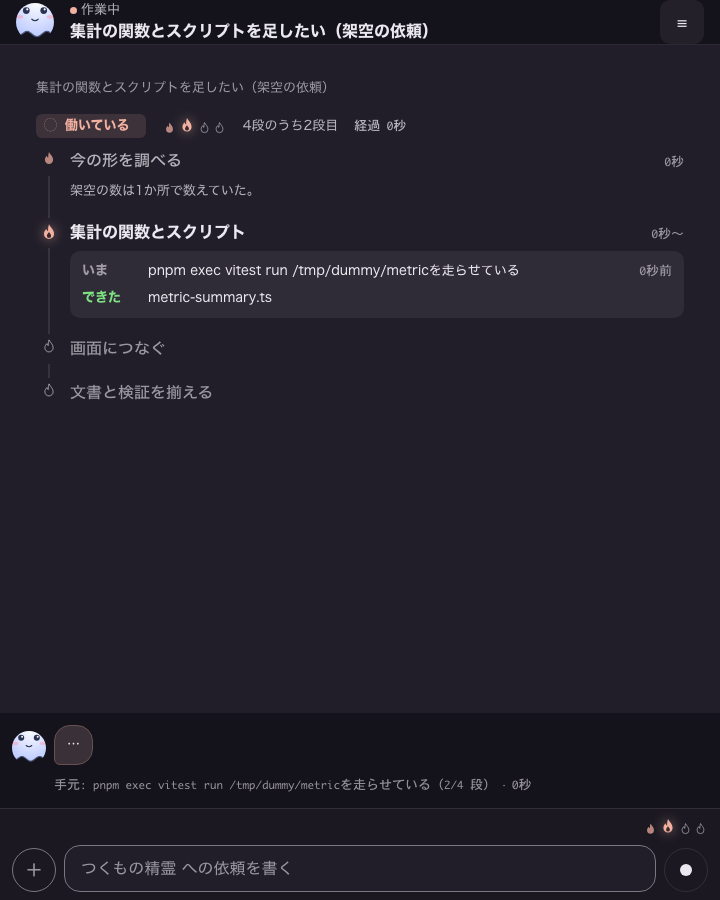 作業中
集計の関数とスクリプトを足したい（架空の依頼）
集計の関数とスクリプトを足したい（架空の依頼）
働いている 4段のうち2段目 経過 0秒
今の形を調べる 0秒
架空の数は1か所で数えていた。
集計の関数とスクリプト 0秒〜
いま pnpm exec vitest run /tmp/dummy/metricを走らせている 0秒前
できた metric-summary.ts
画面につなぐ
文書と検証を揃える
…
手元: pnpm exec vitest run /tmp/dummy/metricを走らせている（2/4 段） · 0秒
つくもの精霊 への依頼を書く